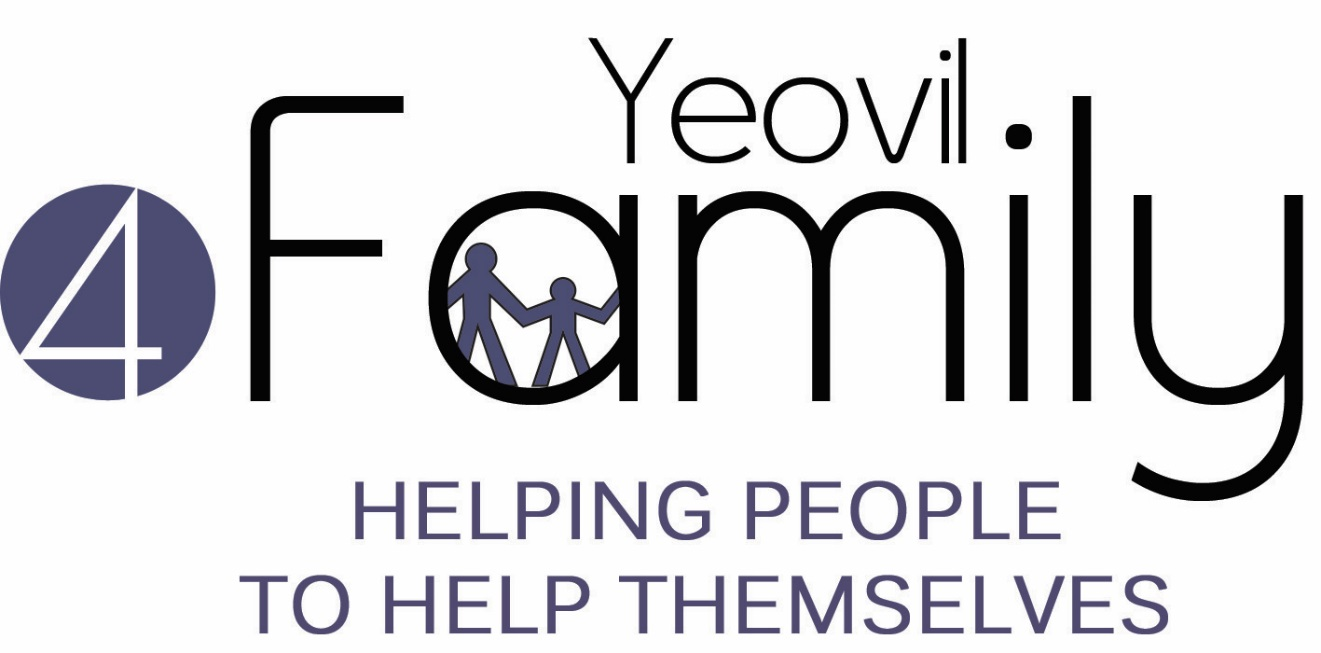 Yeovil
4Family
HELPING PEOPLE
TO HELP THEMSELVES